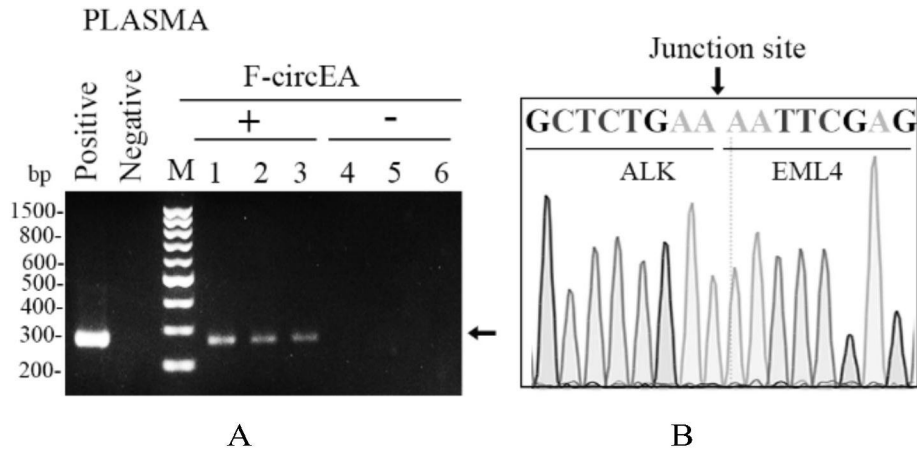 PLASMA
F-circEA
+ -
bp Positive Negative M 1 2 3 4 5 6
1500-
800-
600-
500-
400-
300-
200-
A
Junction site
GCTCTGAA AATTCGAG
ALK EML4
B